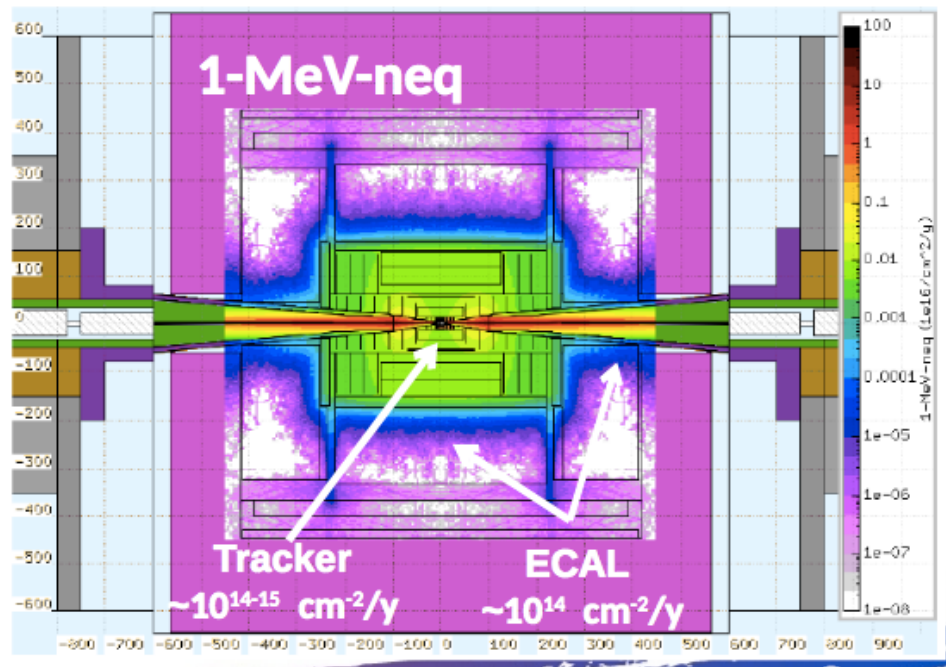 1-MeV-neq
600
500
400
300
200
100
0
-100
-200
-300
-400
-500
-600
Tracker
~10¹⁴⁻¹⁵ cm⁻²/y
ECAL
~10¹⁴ cm⁻²/y
-800 -700 -600 -500 -400 -300 -200 -100 0 100 200 300 400 500 600 700 800 900
100
10
1
0.1
0.01
0.001
0.0001
1e-05
1e-06
1e-07
1e-08
1-MeV-neq (1e16/cm^2/y)